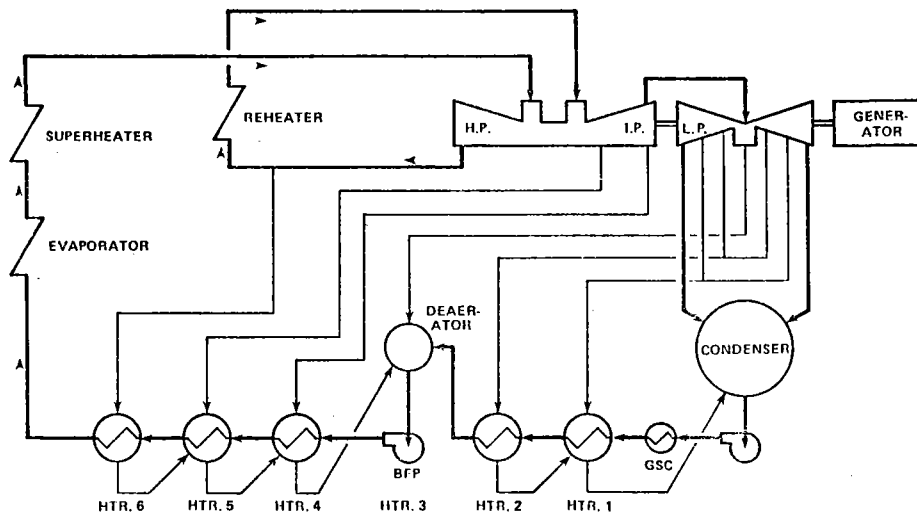 REHEATER
SUPERHEATER
H.P.
I.P.
L.P.
GENER-
ATOR
EVAPORATOR
DEAER-
ATOR
CONDENSER
BFP
GSC
HTR. 6
HTR. 5
HTR. 4
HTR. 3
HTR. 2
HTR. 1